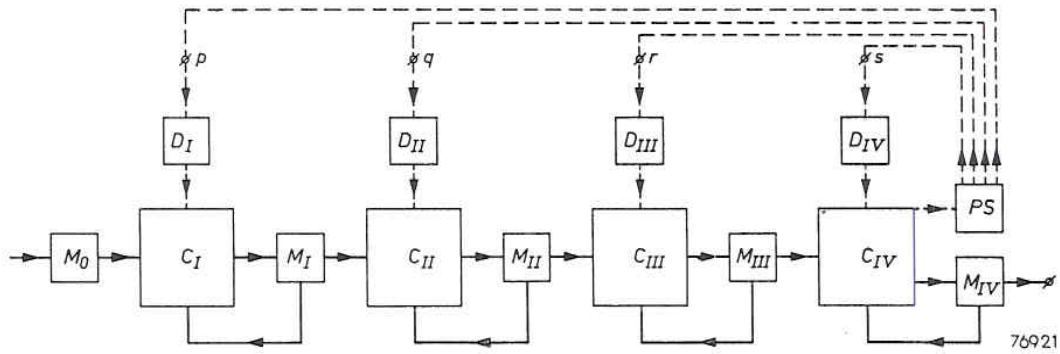 p q r s
D_I D_II D_III D_IV
PS
M_0 C_I M_I C_II M_II C_III M_III C_IV M_IV
76921